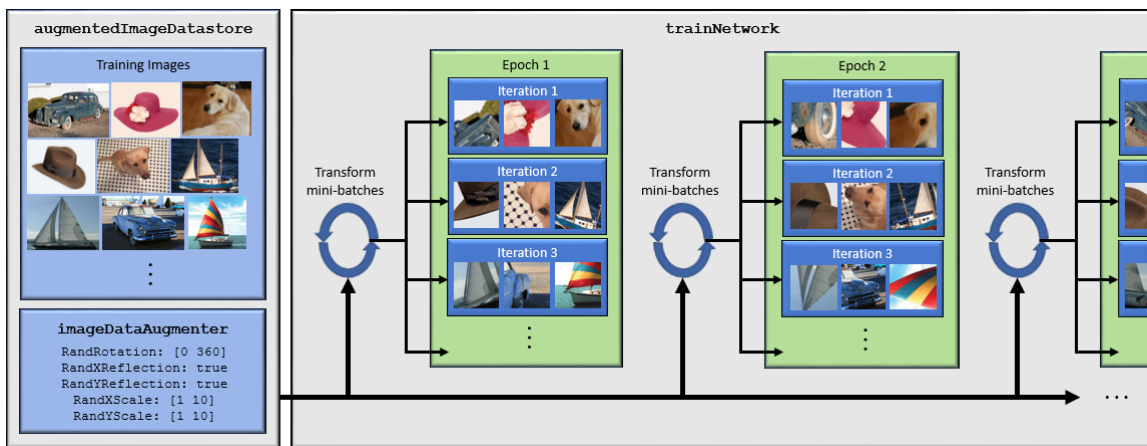 augmentedImageDatastore
Training Images
⋮
imageDataAugmenter
RandRotation: [0 360]
RandXReflection: true
RandYReflection: true
RandXScale: [1 10]
RandYScale: [1 10]
trainNetwork
Transform
mini-batches
Epoch 1
Iteration 1
Iteration 2
Iteration 3
⋮
Transform
mini-batches
Epoch 2
Iteration 1
Iteration 2
Iteration 3
⋮
Transform
mini-batches
...